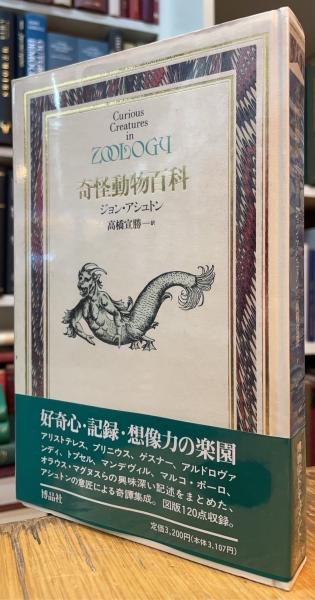 Curious
Creatures
in
ZOOLOGY
奇怪動物百科
ジョン・アシュトン
高橋宣勝―訳
好奇心・記録・想像力の楽園
アリストテレス、プリニウス、ゲスナー、アルドロヴァ
ンディ、トプセル、マンデヴィル、マルコ・ポーロ、
オラウス・マグヌスらの興味深い記述をまとめた、
アシュトンの意匠による奇譚集成。図版120点収録。
博品社
定価3,200円(本体3,107円)